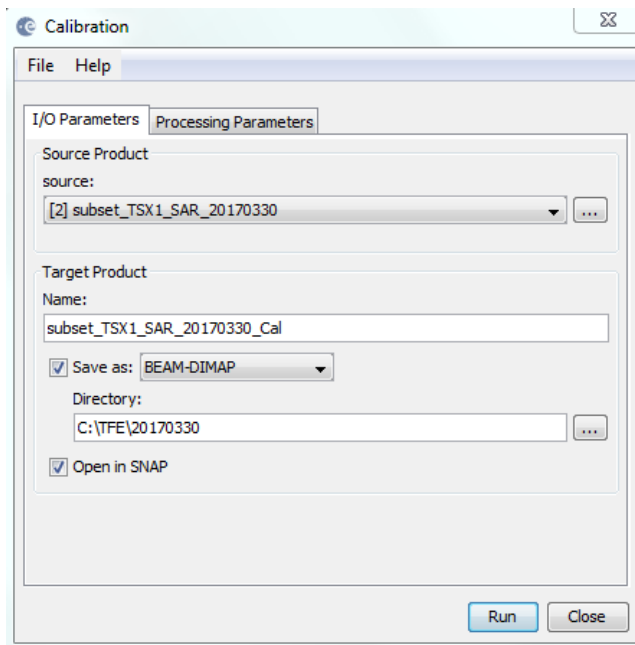 Calibration
File Help
I/O Parameters Processing Parameters
Source Product
source:
[2] subset_TSX1_SAR_20170330
...
Target Product
Name:
subset_TSX1_SAR_20170330_Cal
Save as: BEAM-DIMAP
Directory:
C:\TFE\20170330
...
Open in SNAP
Run Close